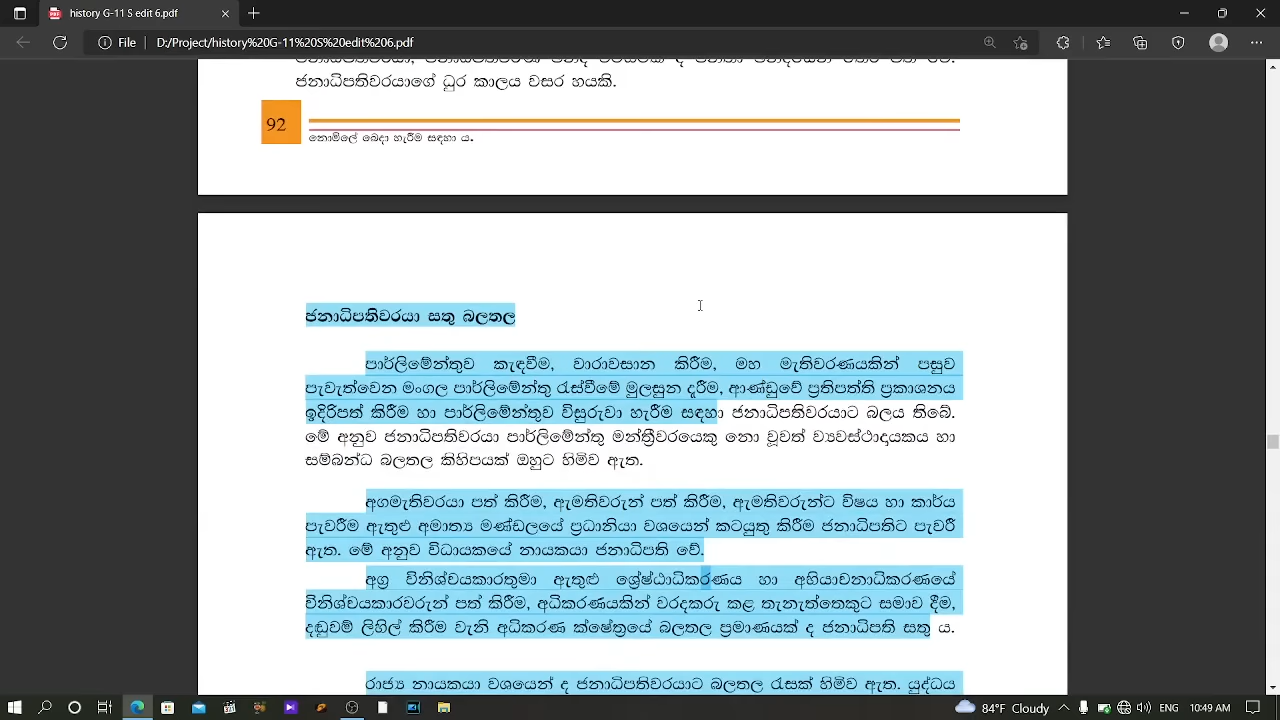 history G-11 S edit 6.pdf
File
D:/Project/history%20G-11%20S%20edit%206.pdf
ජනාධිපතිවරයාගේ ධුර කාලය වසර හයකි.
92
නොමිලේ බෙදා හැරීම සඳහා ය.
ජනාධිපතිවරයා සතු බලතල
පාර්ලිමේන්තුව කැඳවීම, වාරාවසාන කිරීම, මහ මැතිවරණයකින් පසුව
පැවැත්වෙන මංගල පාර්ලිමේන්තු රැස්වීමේ මුලසුන දැරීම, ආණ්ඩුවේ ප්‍රතිපත්ති ප්‍රකාශනය
ඉදිරිපත් කිරීම හා පාර්ලිමේන්තුව විසුරුවා හැරීම සඳහා ජනාධිපතිවරයාට බලය තිබේ.
මේ අනුව ජනාධිපතිවරයා පාර්ලිමේන්තු මන්ත්‍රීවරයෙකු නො වූවත් ව්‍යවස්ථාදායකය හා
සම්බන්ධ බලතල කිහිපයක් ඔහුට හිමිව ඇත.
අගමැතිවරයා පත් කිරීම, ඇමතිවරුන් පත් කිරීම, ඇමතිවරුන්ට විෂය හා කාර්ය
පැවරීම ඇතුළු අමාත්‍ය මණ්ඩලයේ ප්‍රධානියා වශයෙන් කටයුතු කිරීම ජනාධිපතිට පැවරී
ඇත. මේ අනුව විධායකයේ නායකයා ජනාධිපති වේ.
අග්‍ර විනිශ්චයකාරතුමා ඇතුළු ශ්‍රේෂ්ඨාධිකරණය හා අභියාචනාධිකරණයේ
විනිශ්චයකාරවරුන් පත් කිරීම, අධිකරණයකින් වරදකරු කළ තැනැත්තෙකුට සමාව දීම,
දඬුවම් ලිහිල් කිරීම වැනි අධිකරණ ක්ෂේත්‍රයේ බලතල ප්‍රමාණයක් ද ජනාධිපති සතු ය.
රාජ්‍ය නායකයා වශයෙන් ද ජනාධිපතිවරයාට බලතල රැසක් හිමිව ඇත. යුද්ධය
84°F Cloudy
ENG
10:49 AM